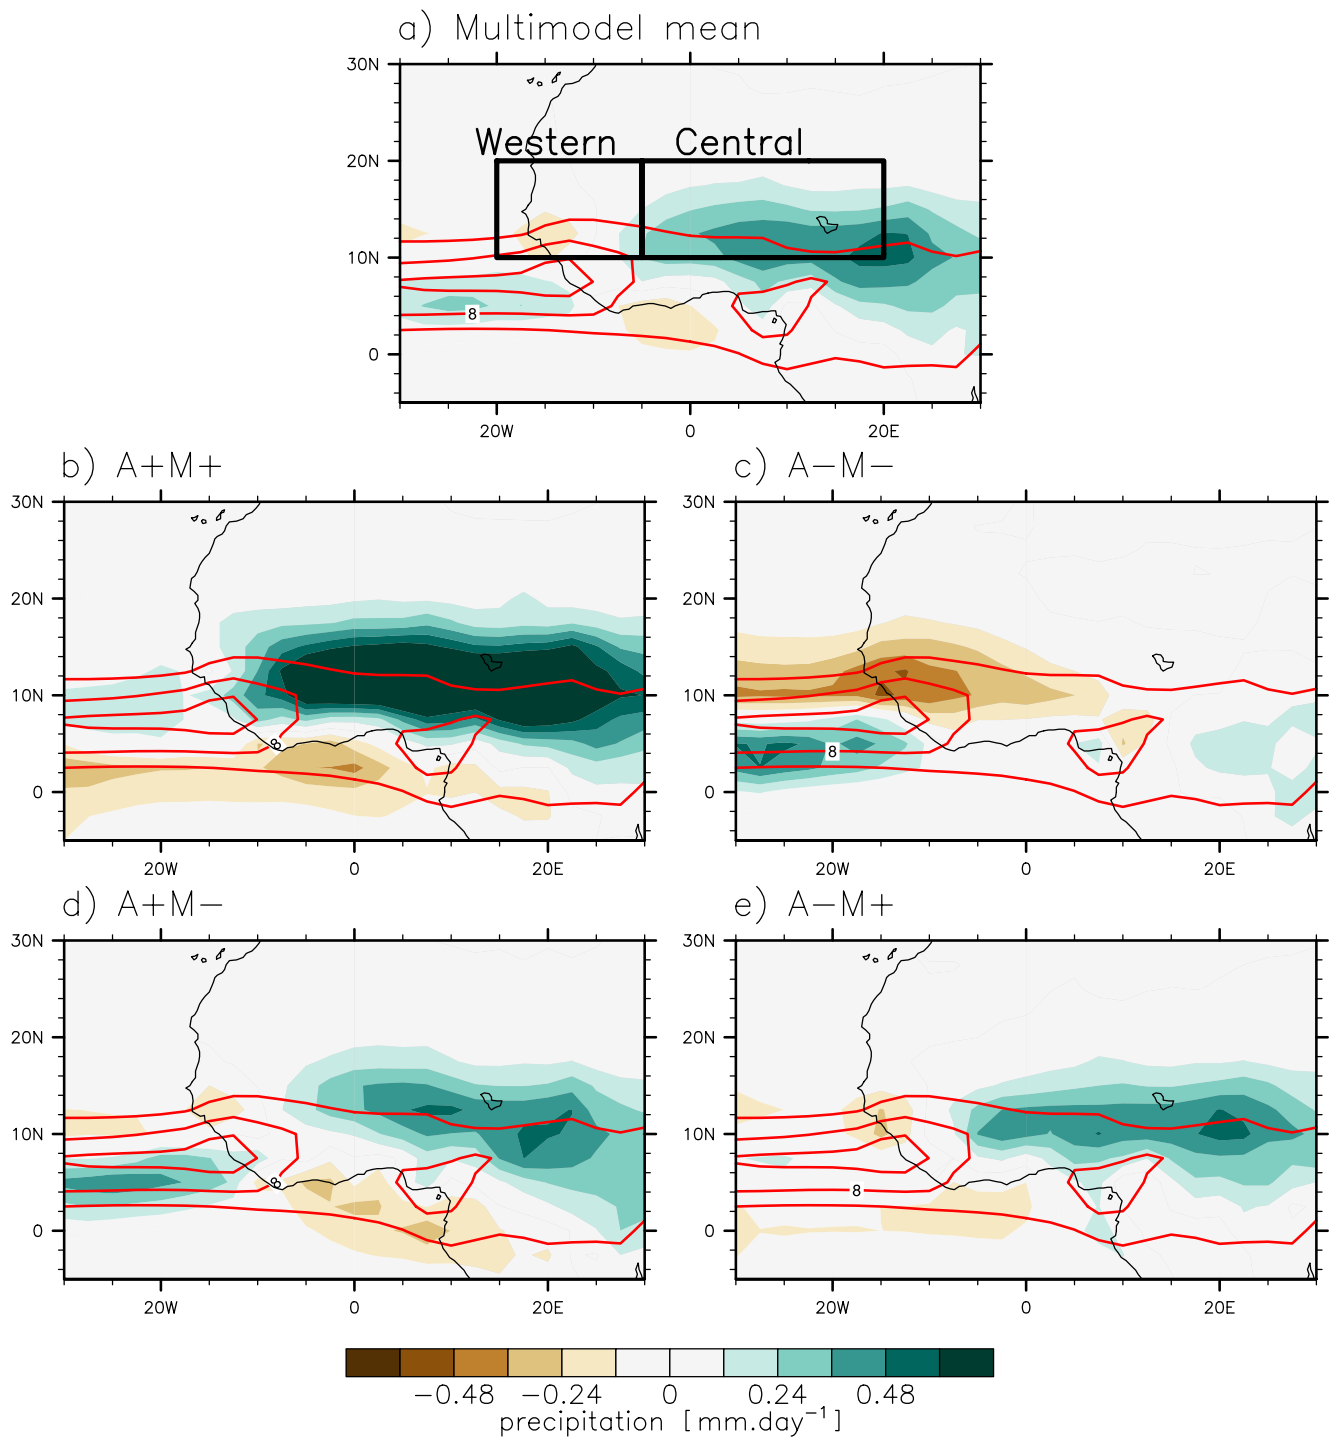 a) Multimodel mean
30N
Western Central
20N
10N
8
0
20W 0 20E
b) A+M+ c) A−M−
30N 30N
20N 20N
10N 10N
8 8
0 0
20W 0 20E 20W 0 20E
d) A+M− e) A−M+
30N 30N
20N 20N
10N 10N
8 8
0 0
20W 0 20E 20W 0 20E
−0.48 −0.24 0 0.24 0.48
precipitation [mm.day⁻¹]